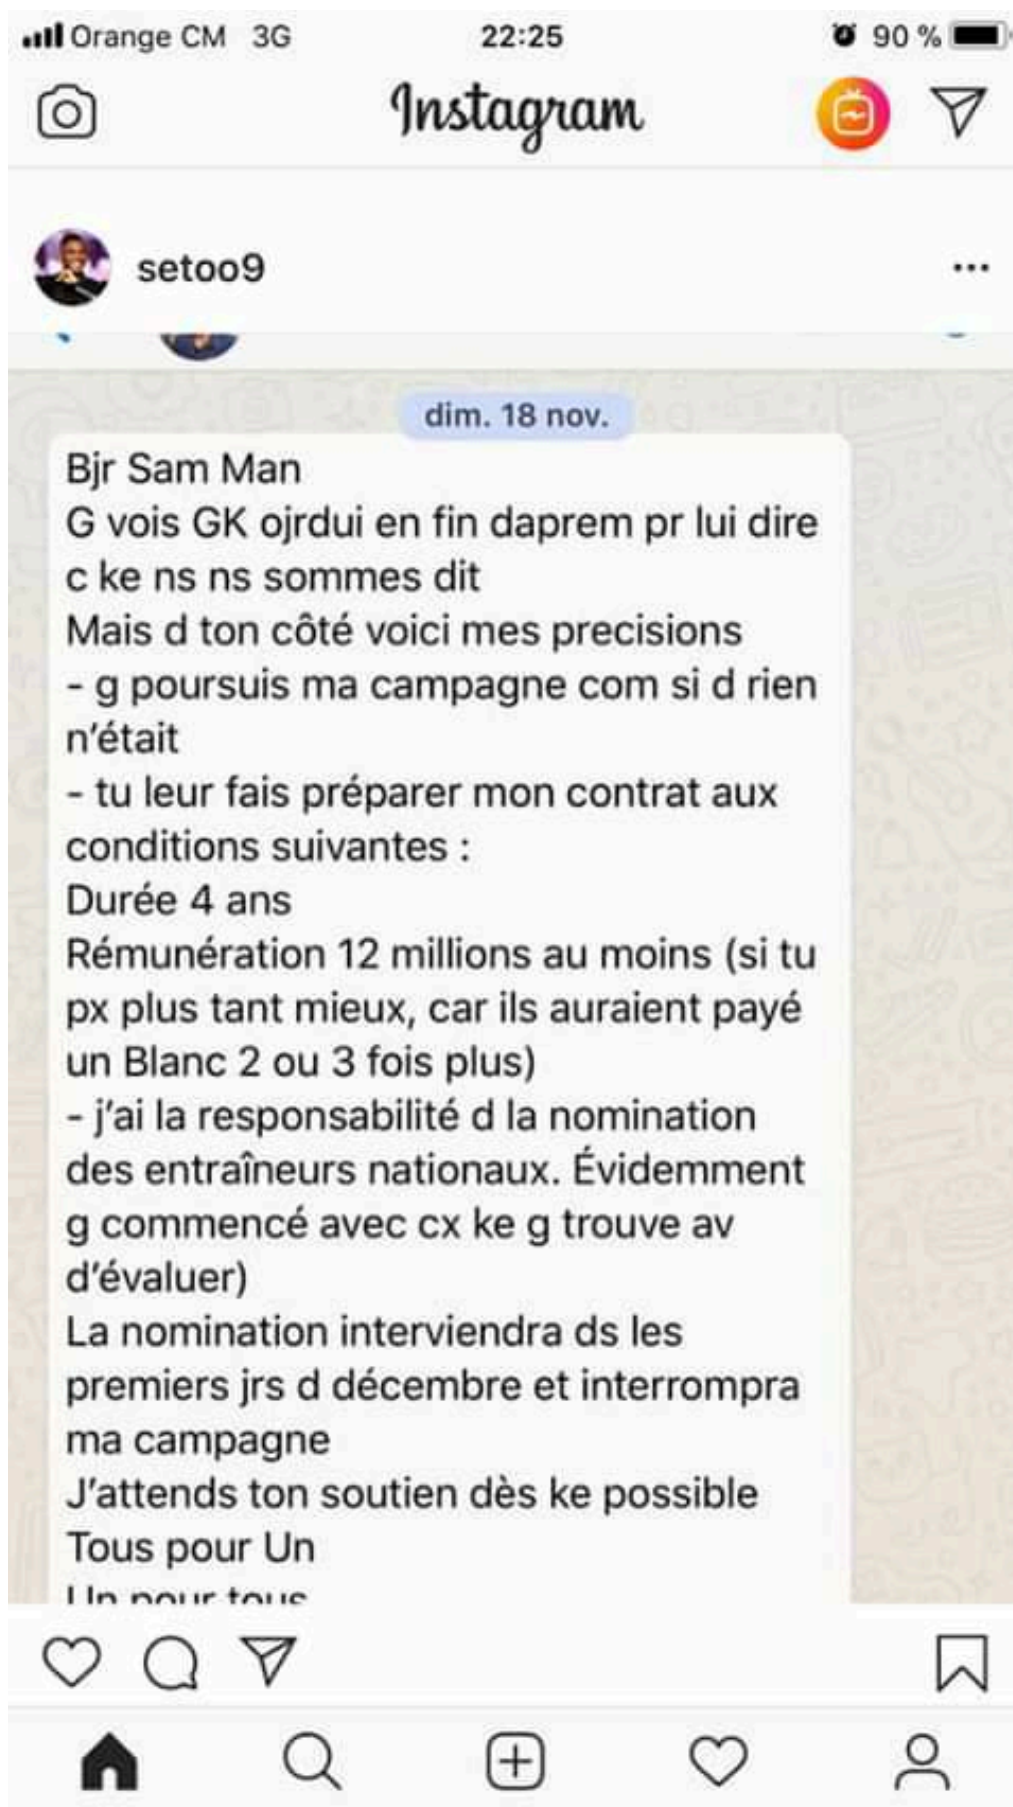 Orange CM 3G 22:25 90 %
Instagram
setoo9
dim. 18 nov.
Bjr Sam Man
G vois GK ojrdui en fin daprem pr lui dire
c ke ns ns sommes dit
Mais d ton côté voici mes precisions
- g poursuis ma campagne com si d rien
n'était
- tu leur fais préparer mon contrat aux
conditions suivantes :
Durée 4 ans
Rémunération 12 millions au moins (si tu
px plus tant mieux, car ils auraient payé
un Blanc 2 ou 3 fois plus)
- j'ai la responsabilité d la nomination
des entraîneurs nationaux. Évidemment
g commencé avec cx ke g trouve av
d'évaluer)
La nomination interviendra ds les
premiers jrs d décembre et interrompra
ma campagne
J'attends ton soutien dès ke possible
Tous pour Un
Un pour tous